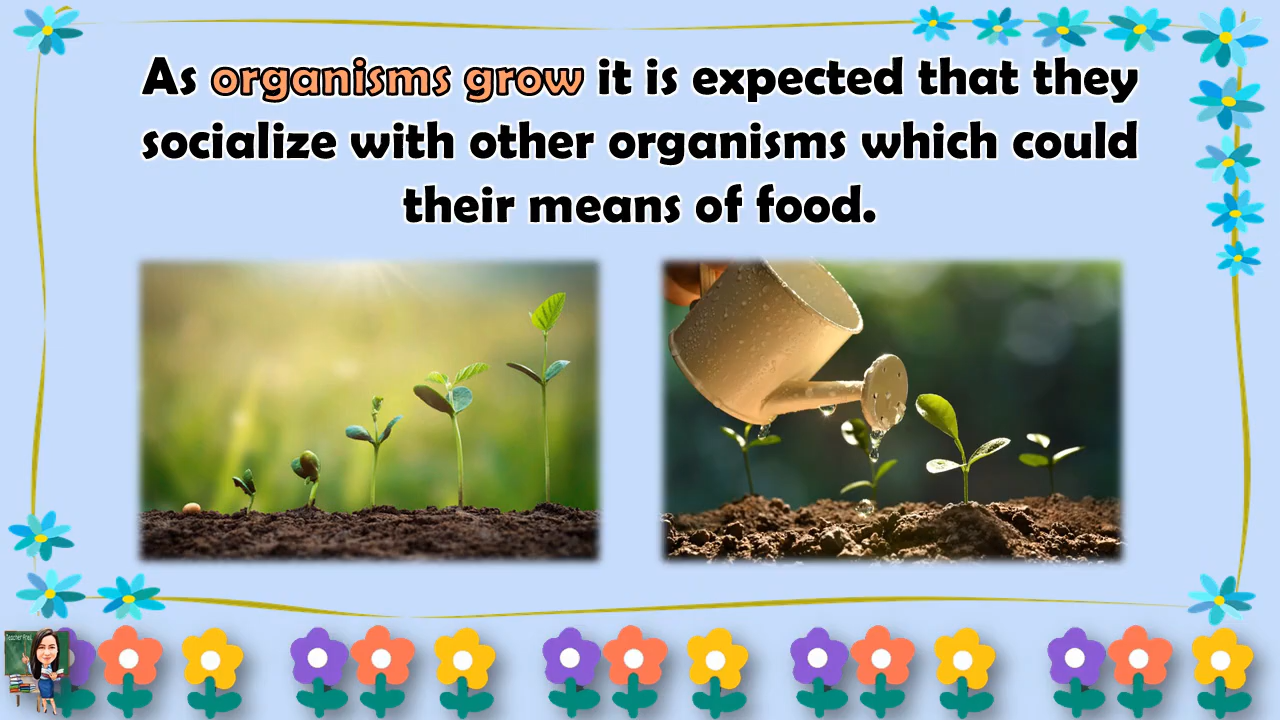 As organisms grow it is expected that they
socialize with other organisms which could
their means of food.